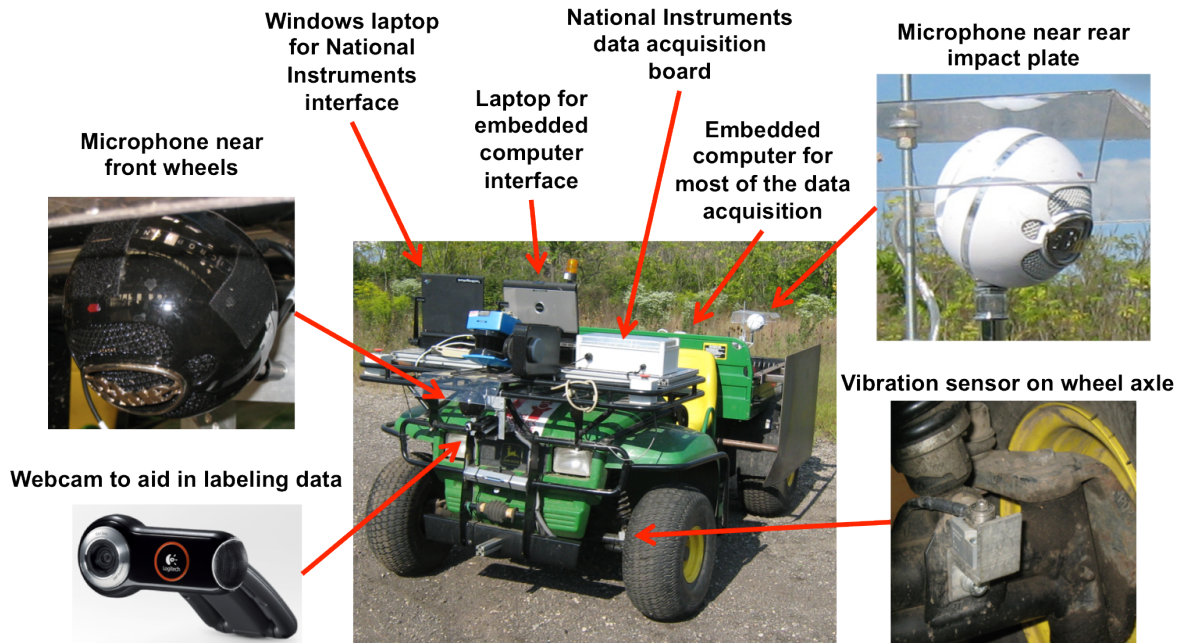 Windows laptop
for National
Instruments
interface
National Instruments
data acquisition
board
Microphone near rear
impact plate
Laptop for
embedded
computer
interface
Embedded
computer for
most of the data
acquisition
Microphone near
front wheels
Vibration sensor on wheel axle
Webcam to aid in labeling data
Logitech